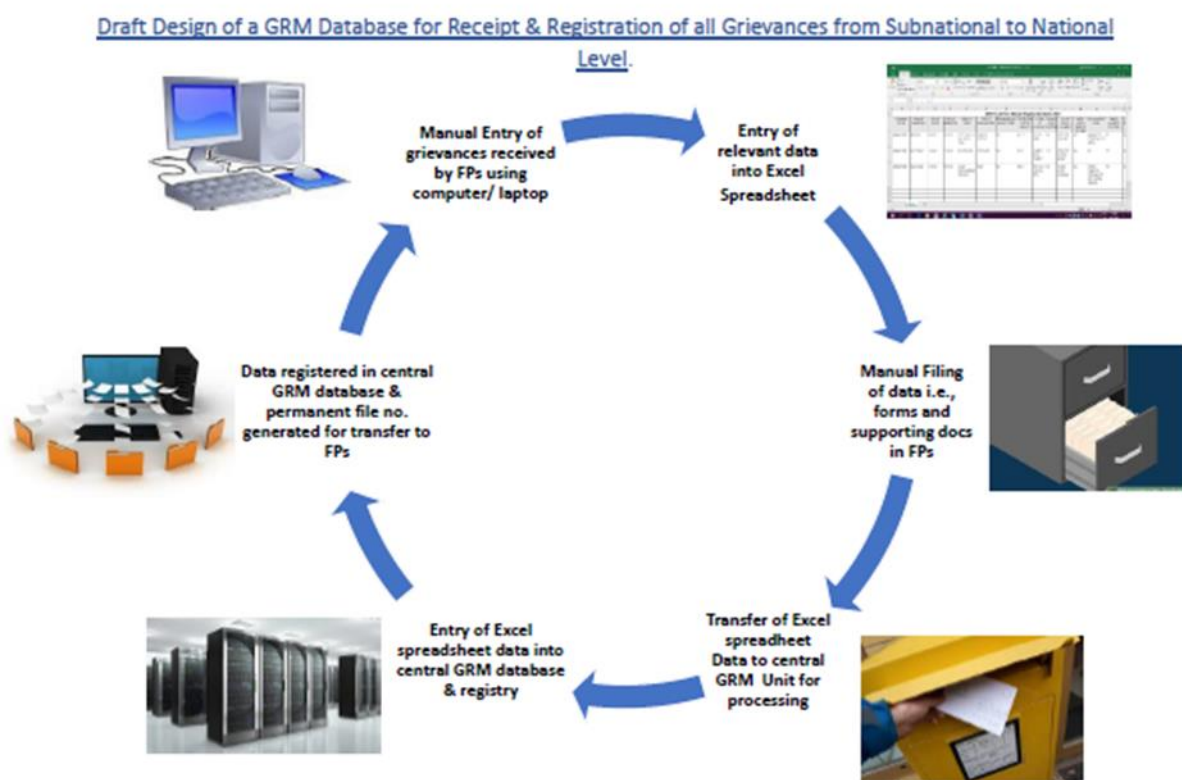 Draft Design of a GRM Database for Receipt & Registration of all Grievances from Subnational to National
Level.
Manual Entry of
grievances received
by FPs using
computer/ laptop
Entry of
relevant data
into Excel
Spreadsheet
Manual Filing
of data i.e.,
forms and
supporting docs
in FPs
Transfer of Excel
spreadheet
Data to central
GRM Unit for
processing
Entry of Excel
spreadsheet data into
central GRM database
& registry
Data registered in central
GRM database &
permanent file no.
generated for transfer to
FPs